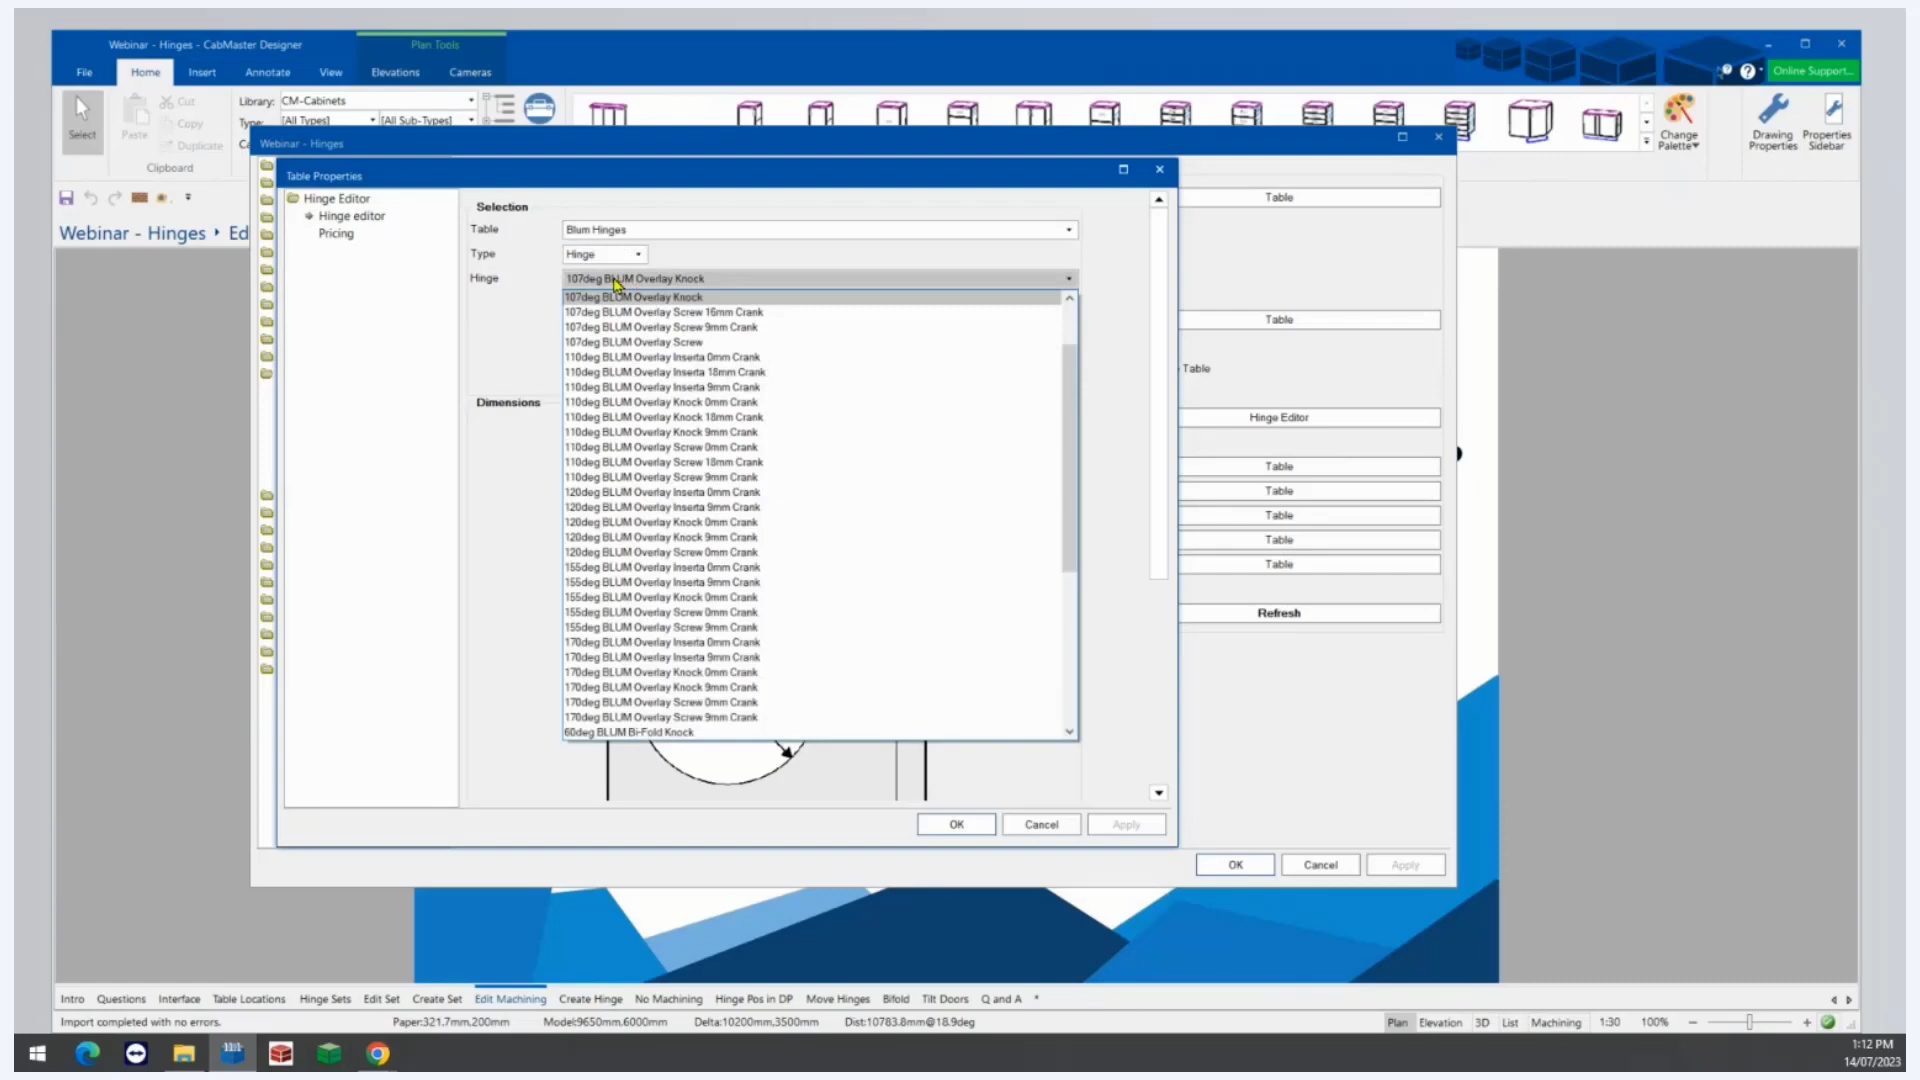 Webinar - Hinges - CabMaster Designer
Plan Tools
File
Home
Insert
Annotate
View
Elevations
Cameras
Online Support...
Select
Paste
Cut
Copy
Duplicate
Clipboard
Library:
CM-Cabinets
Type:
[All Types]
[All Sub-Types]
Change Palette
Drawing Properties
Properties Sidebar
Webinar - Hinges
Table Properties
Webinar - Hinges
Hinge Editor
Hinge editor
Pricing
Selection
Table
Blum Hinges
Type
Hinge
Hinge
107deg BLUM Overlay Knock
107deg BLUM Overlay Knock
107deg BLUM Overlay Screw 16mm Crank
107deg BLUM Overlay Screw 9mm Crank
107deg BLUM Overlay Screw
110deg BLUM Overlay Inserta 0mm Crank
110deg BLUM Overlay Inserta 18mm Crank
110deg BLUM Overlay Inserta 9mm Crank
110deg BLUM Overlay Knock 0mm Crank
110deg BLUM Overlay Knock 18mm Crank
110deg BLUM Overlay Knock 9mm Crank
110deg BLUM Overlay Screw 0mm Crank
110deg BLUM Overlay Screw 18mm Crank
110deg BLUM Overlay Screw 9mm Crank
120deg BLUM Overlay Inserta 0mm Crank
120deg BLUM Overlay Inserta 9mm Crank
120deg BLUM Overlay Knock 0mm Crank
120deg BLUM Overlay Knock 9mm Crank
120deg BLUM Overlay Screw 0mm Crank
155deg BLUM Overlay Inserta 0mm Crank
155deg BLUM Overlay Inserta 9mm Crank
155deg BLUM Overlay Knock 0mm Crank
155deg BLUM Overlay Screw 0mm Crank
155deg BLUM Overlay Screw 9mm Crank
170deg BLUM Overlay Inserta 0mm Crank
170deg BLUM Overlay Inserta 9mm Crank
170deg BLUM Overlay Knock 0mm Crank
170deg BLUM Overlay Knock 9mm Crank
170deg BLUM Overlay Screw 0mm Crank
170deg BLUM Overlay Screw 9mm Crank
60deg BLUM Bi-Fold Knock
Dimensions
OK
Cancel
Apply
Table
Table
Table
Hinge Editor
Table
Table
Table
Table
Table
Refresh
OK
Cancel
Apply
Intro
Questions
Interface
Table Locations
Hinge Sets
Edit Set
Create Set
Edit Machining
Create Hinge
No Machining
Hinge Pos in DP
Move Hinges
Bifold
Tilt Doors
Q and A
*
Import completed with no errors.
Paper:321.7mm,200mm
Model:9650mm,6000mm
Delta:10200mm,3500mm
Dist:10783.8mm@18.9deg
Plan
Elevation
3D
List
Machining
1:30
100%
1:12 PM
14/07/2023